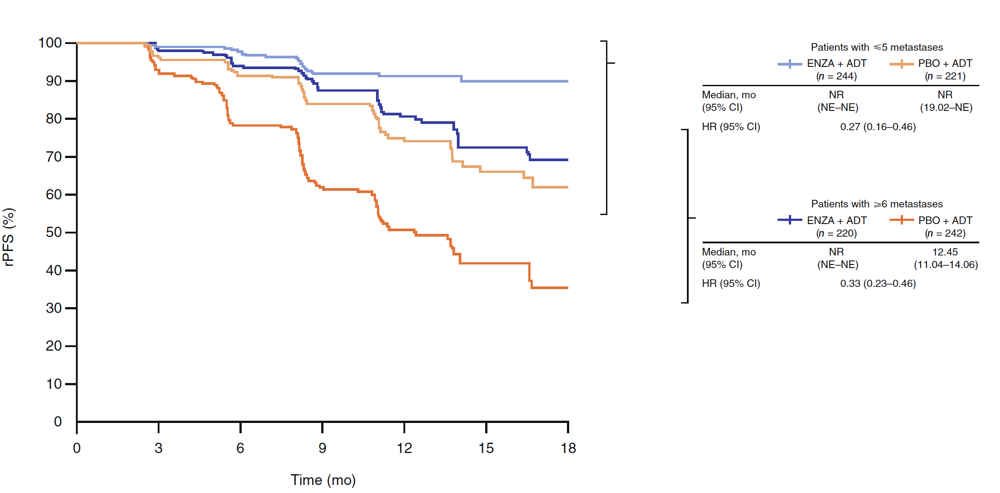 100
90
80
70
60
50
40
30
20
10
0
rPFS (%)
0 3 6 9 12 15 18
Time (mo)
Patients with ⩽5 metastases
ENZA + ADT PBO + ADT
(n = 244) (n = 221)
Median, mo NR NR
(95% CI) (NE–NE) (19.02–NE)
HR (95% CI) 0.27 (0.16–0.46)
Patients with ⩾6 metastases
ENZA + ADT PBO + ADT
(n = 220) (n = 242)
Median, mo NR 12.45
(95% CI) (NE–NE) (11.04–14.06)
HR (95% CI) 0.33 (0.23–0.46)